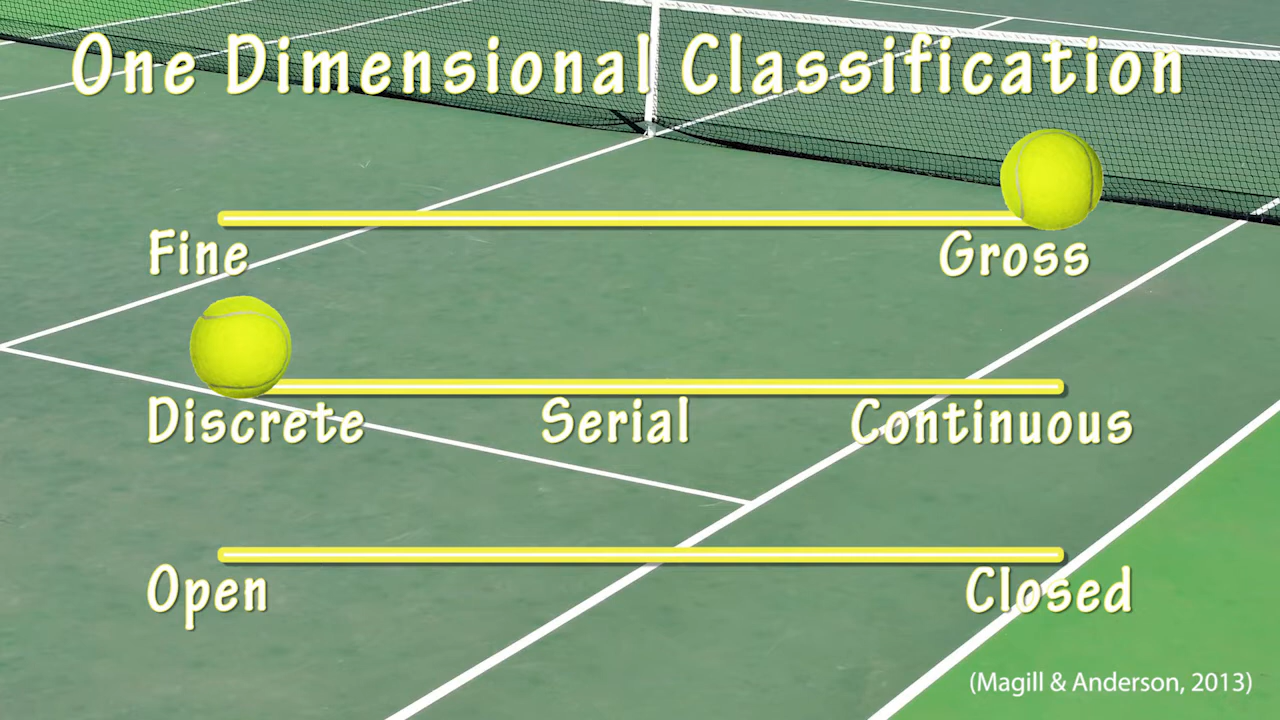 One Dimensional Classification
Fine Gross
Discrete Serial Continuous
Open Closed
(Magill & Anderson, 2013)